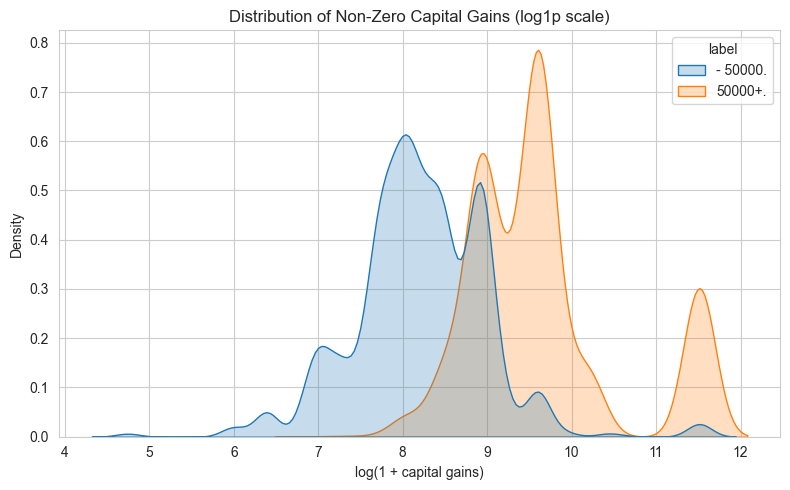 Distribution of Non-Zero Capital Gains (log1p scale)
label
- 50000.
50000+.
Density
0.8
0.7
0.6
0.5
0.4
0.3
0.2
0.1
0.0
4 5 6 7 8 9 10 11 12
log(1 + capital gains)